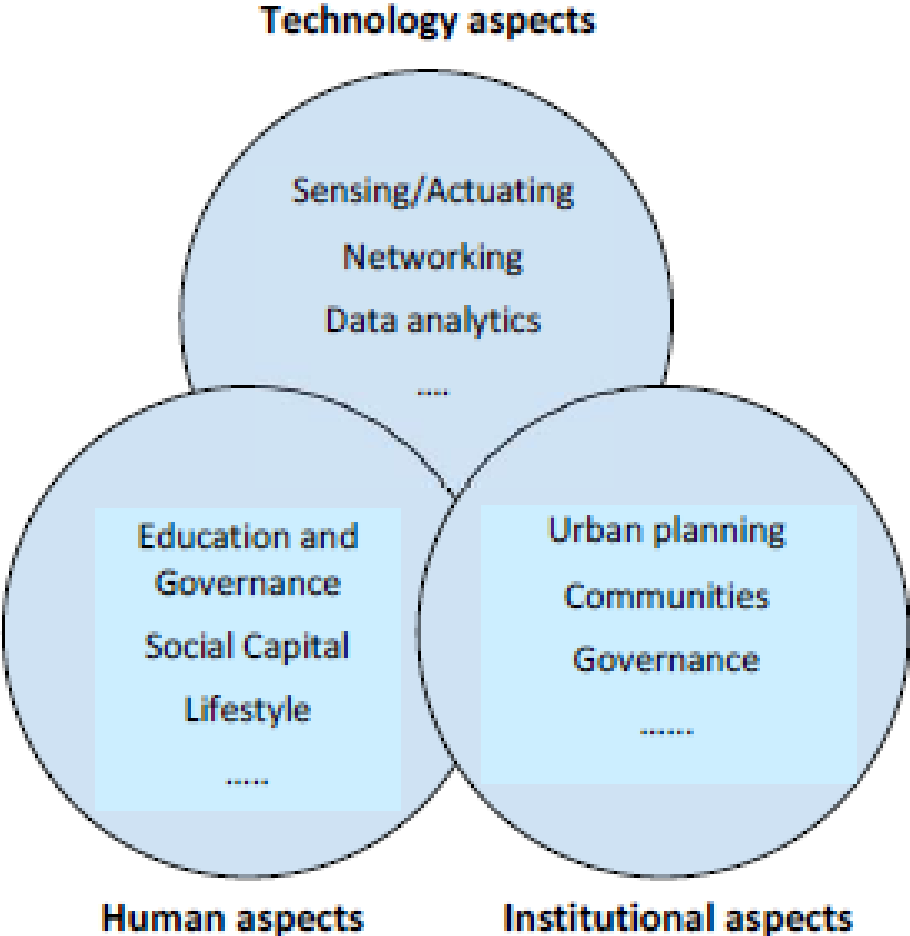 Technology aspects
Sensing/Actuating
Networking
Data analytics
....
Education and
Governance
Social Capital
Lifestyle
.....
Urban planning
Communities
Governance
......
Human aspects
Institutional aspects